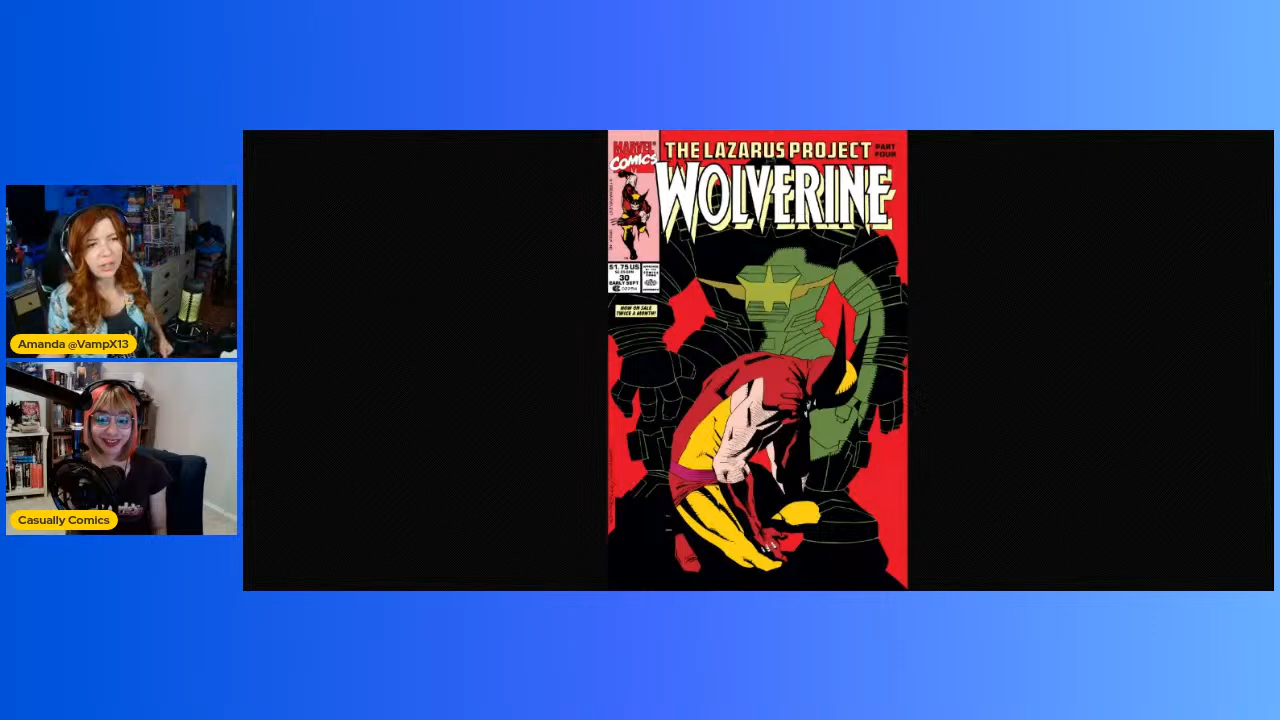 MARVEL
COMICS
THE LAZARUS PROJECT PART
FOUR
WOLVERINE
$1.75 US
30
EARLY SEPT
NOW ON SALE
TWICE A MONTH!
Amanda @VampX13
Casually Comics